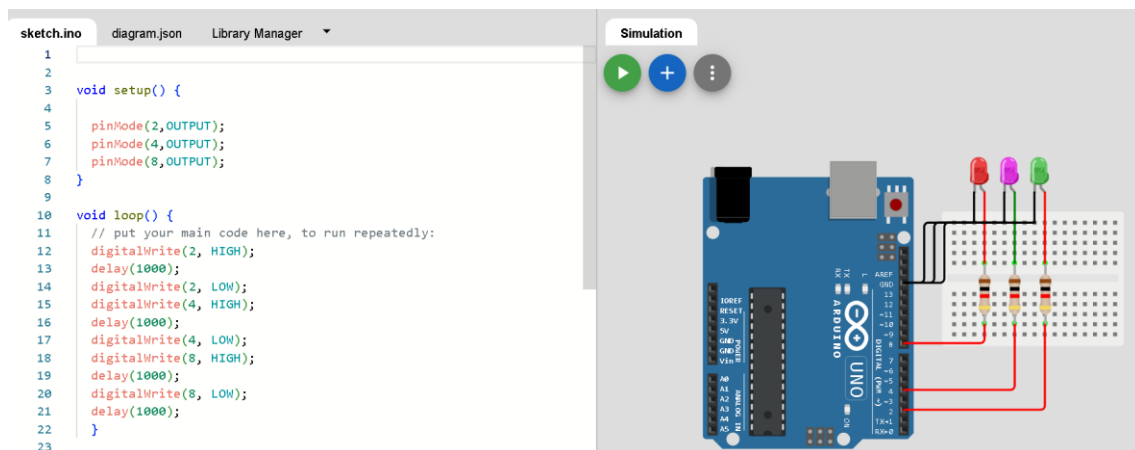 sketch.ino diagram.json Library Manager
1
2
3 void setup() {
4
5 pinMode(2,OUTPUT);
6 pinMode(4,OUTPUT);
7 pinMode(8,OUTPUT);
8 }
9
10 void loop() {
11 // put your main code here, to run repeatedly:
12 digitalWrite(2, HIGH);
13 delay(1000);
14 digitalWrite(2, LOW);
15 digitalWrite(4, HIGH);
16 delay(1000);
17 digitalWrite(4, LOW);
18 digitalWrite(8, HIGH);
19 delay(1000);
20 digitalWrite(8, LOW);
21 delay(1000);
22 }
23
Simulation
IOREF
RESET
3.3V
5V
GND
GND
Vin
POWER
A0
A1
A2
A3
A4
A5
ANALOG IN
RX
TX
L
ARDUINO
UNO
ON
AREF
GND
13
12
~11
~10
~9
8
7
~6
~5
4
~3
2
TX→1
RX←0
DIGITAL (PWM ~)